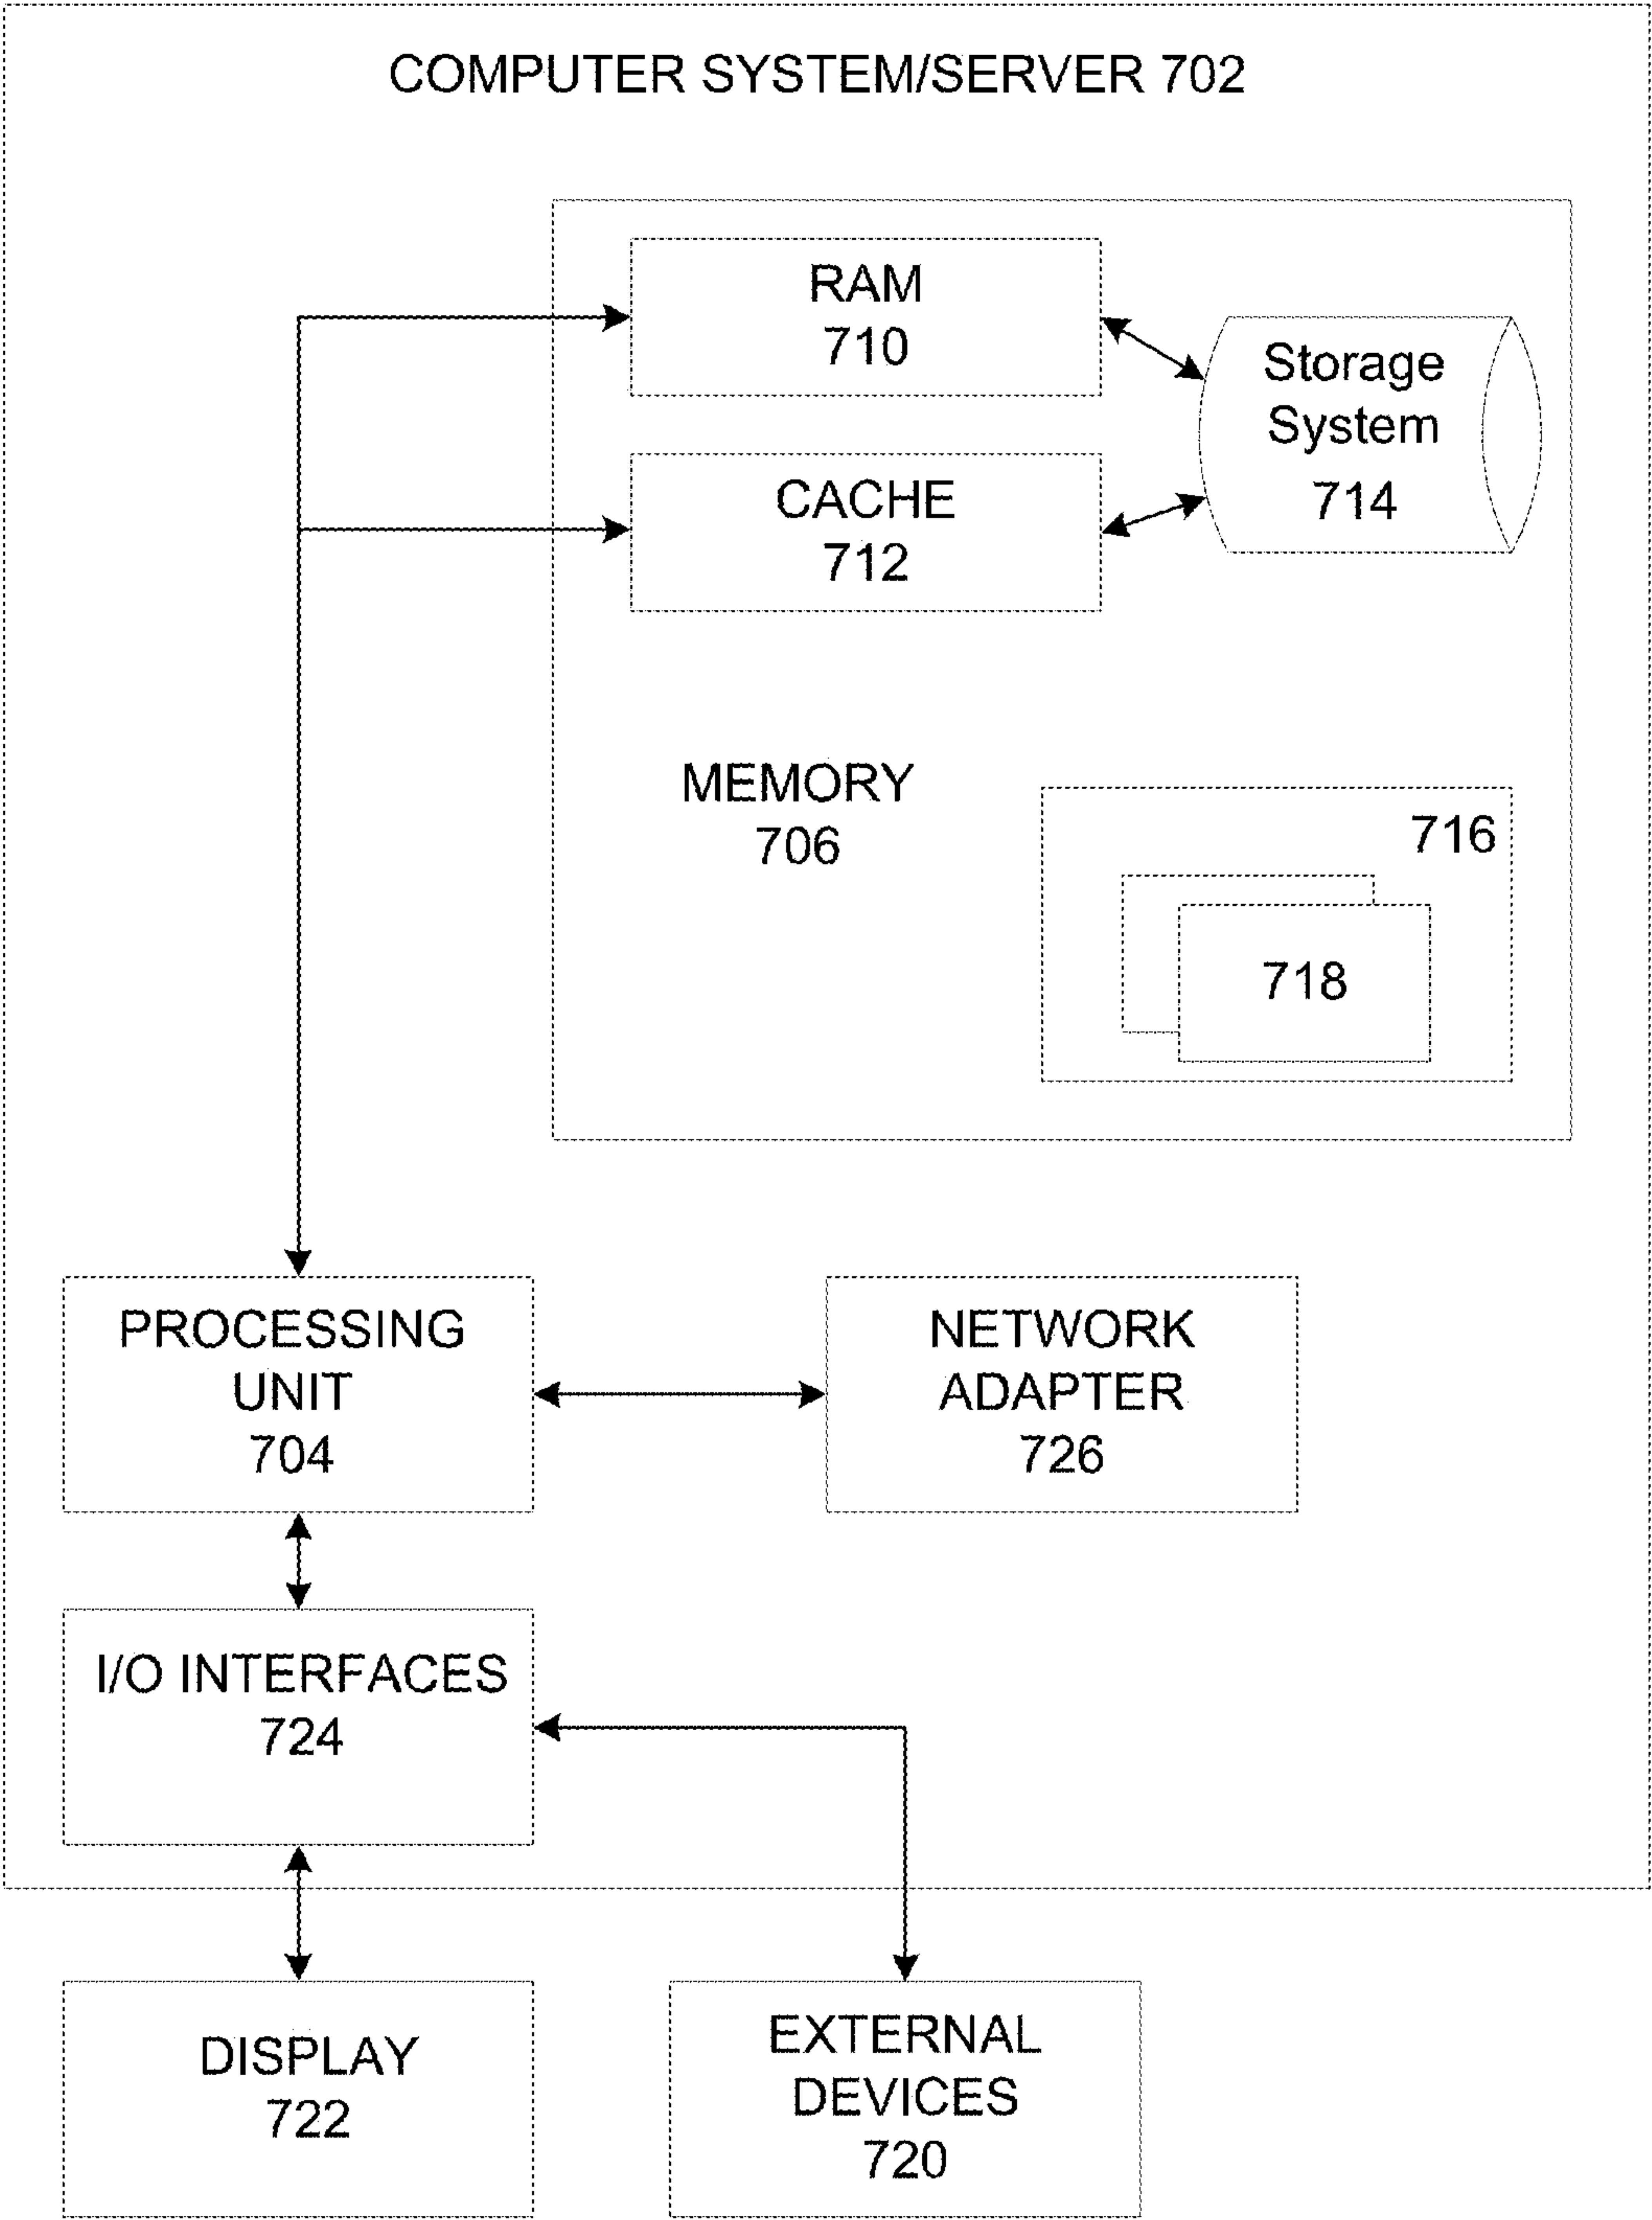 COMPUTER SYSTEM/SERVER 702
RAM
710
Storage
System
714
CACHE
712
MEMORY
706
716
718
PROCESSING
UNIT
704
NETWORK
ADAPTER
726
I/O INTERFACES
724
DISPLAY
722
EXTERNAL
DEVICES
720